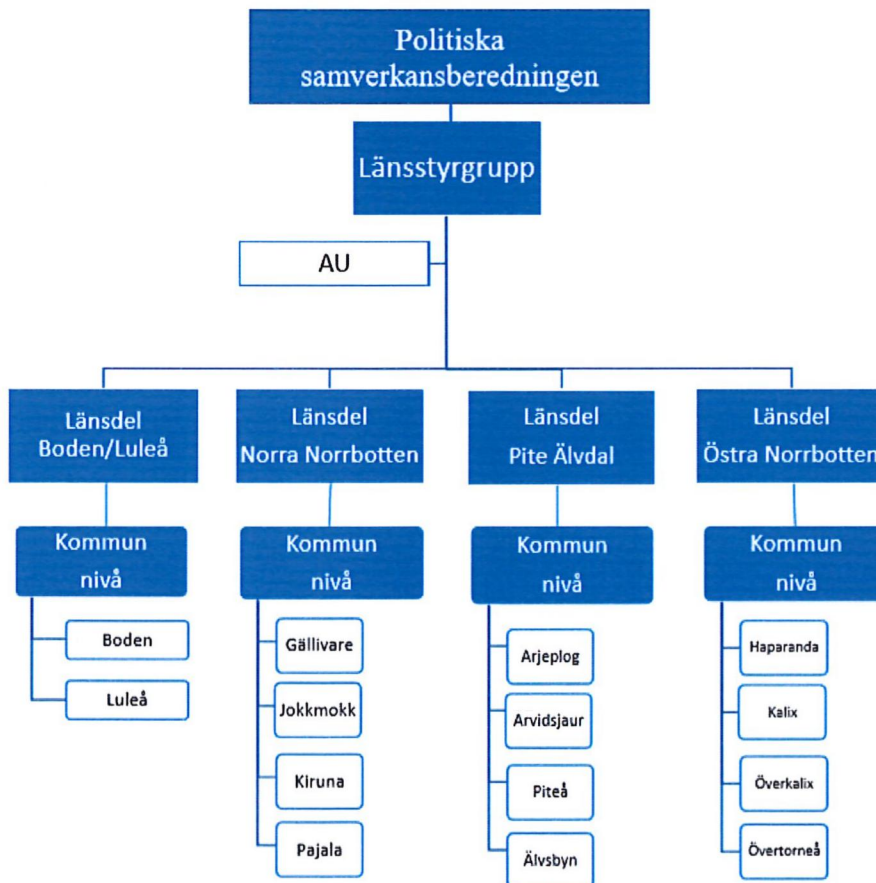 Politiska
samverkansberedningen
Länsstyrgrupp
AU
Länsdel
Boden/Luleå
Kommun
nivå
Boden
Luleå
Länsdel
Norra Norrbotten
Kommun
nivå
Gällivare
Jokkmokk
Kiruna
Pajala
Länsdel
Pite Älvdal
Kommun
nivå
Arjeplog
Arvidsjaur
Piteå
Älvsbyn
Länsdel
Östra Norrbotten
Kommun
nivå
Haparanda
Kalix
Överkalix
Övertorneå